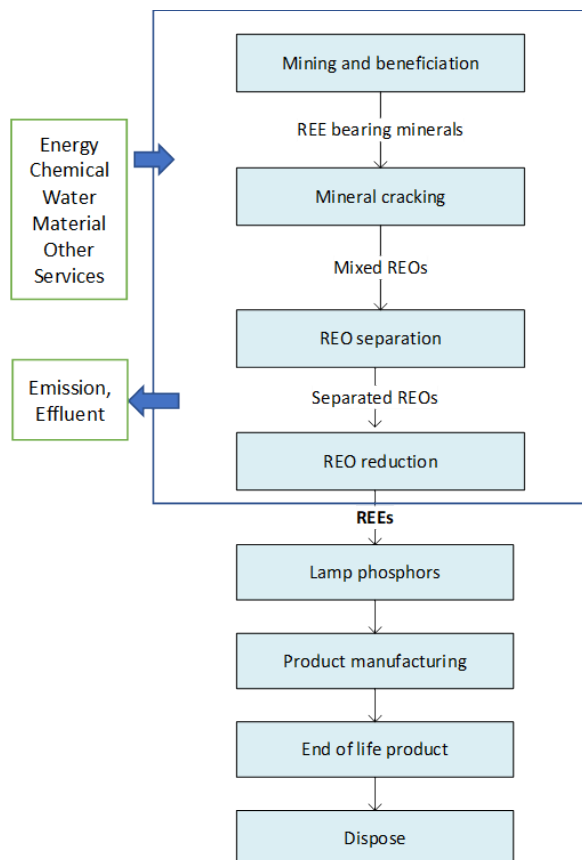 Mining and beneficiation
REE bearing minerals
Energy
Chemical
Water
Material
Other
Services
Mineral cracking
Mixed REOs
REO separation
Emission,
Effluent
Separated REOs
REO reduction
REEs
Lamp phosphors
Product manufacturing
End of life product
Dispose